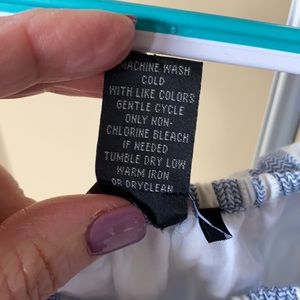 MACHINE WASH
COLD
WITH LIKE COLORS
GENTLE CYCLE
ONLY NON-
CHLORINE BLEACH
IF NEEDED
TUMBLE DRY LOW
WARM IRON
OR DRYCLEAN